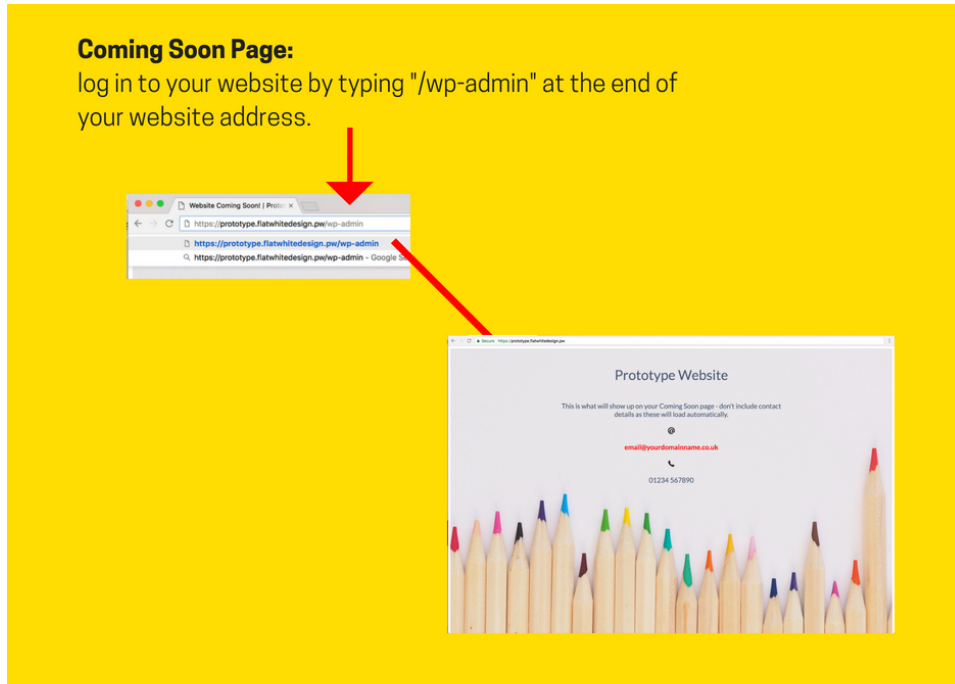 Coming Soon Page:
log in to your website by typing "/wp-admin" at the end of
your website address.
Website Coming Soon! |
https://prototype.flatwhitedesign.pw/wp-admin
https://prototype.flatwhitedesign.pw/wp-admin
https://prototype.flatwhitedesign.pw/wp-admin – Google
Secure https://prototype.flatwhitedesign.pw
Prototype Website
This is what will show up on your Coming Soon page - don't include contact
details as these will load automatically.
@
email@yourdomainname.co.uk
01234 567890